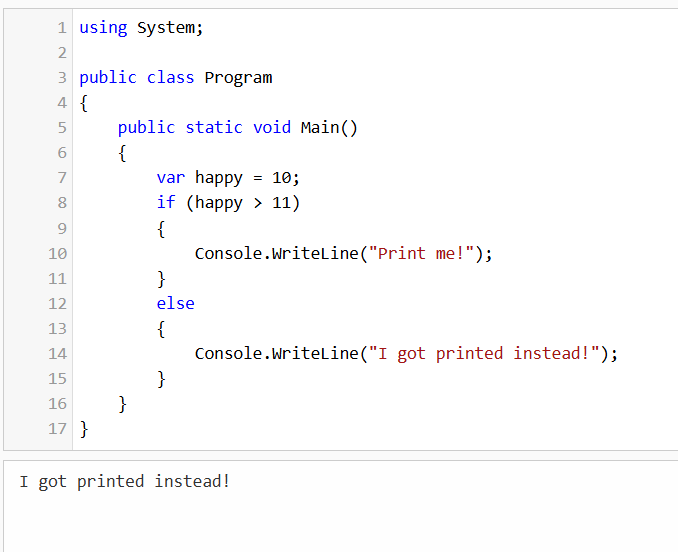 1 using System;
2
3 public class Program
4 {
5     public static void Main()
6     {
7         var happy = 10;
8         if (happy > 11)
9         {
10             Console.WriteLine("Print me!");
11         }
12         else
13         {
14             Console.WriteLine("I got printed instead!");
15         }
16     }
17 }
I got printed instead!